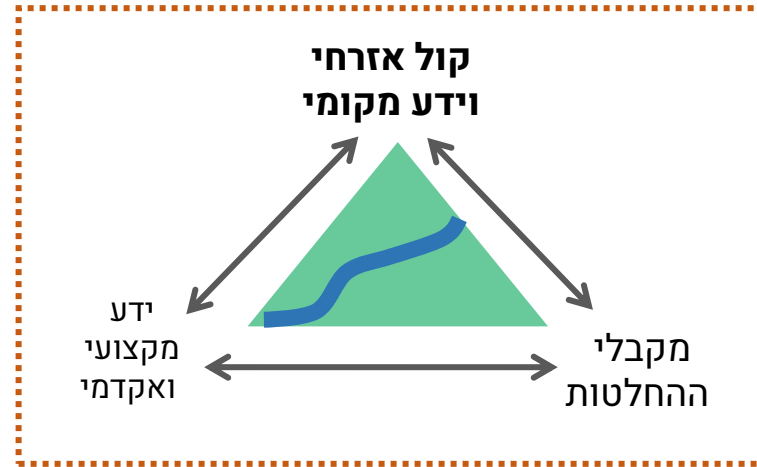 קול אזרחי
וידע מקומי
ידע
מקצועי
ואקדמי
מקבלי
ההחלטות